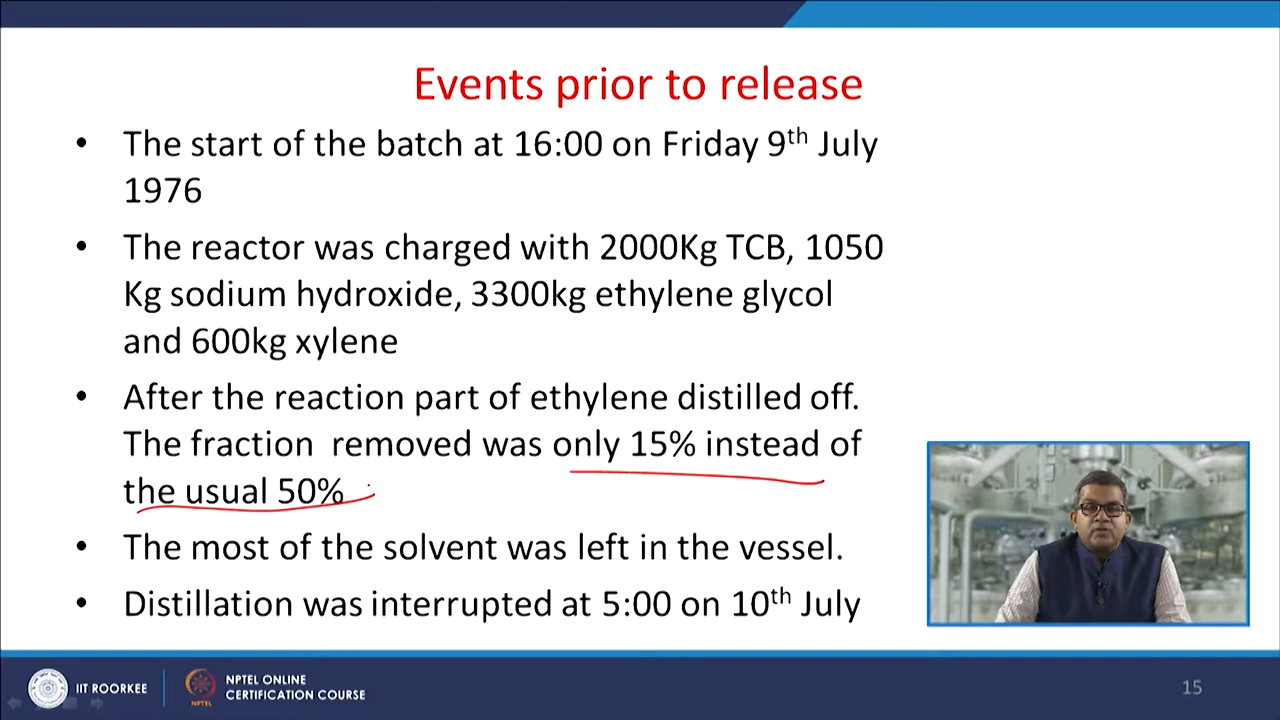 Events prior to release
• The start of the batch at 16:00 on Friday 9th July
1976
• The reactor was charged with 2000Kg TCB, 1050
Kg sodium hydroxide, 3300kg ethylene glycol
and 600kg xylene
• After the reaction part of ethylene distilled off.
The fraction removed was only 15% instead of
the usual 50%
• The most of the solvent was left in the vessel.
• Distillation was interrupted at 5:00 on 10th July
IIT ROORKEE
NPTEL
NPTEL ONLINE
CERTIFICATION COURSE
15